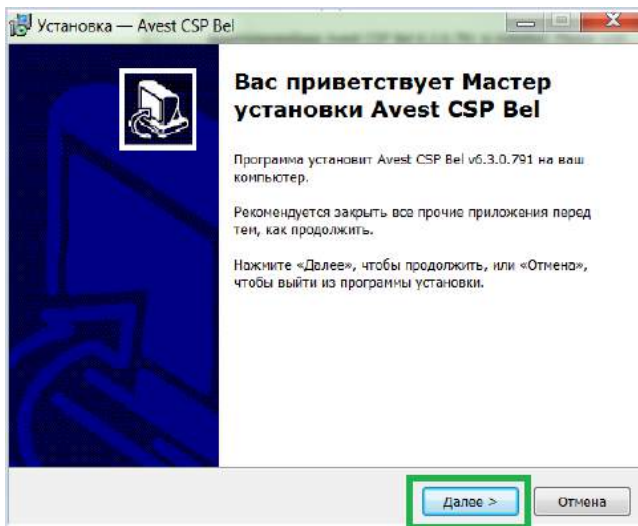 Установка — Avest CSP Bel
Вас приветствует Мастер
установки Avest CSP Bel
Программа установит Avest CSP Bel v6.3.0.791 на ваш
компьютер.
Рекомендуется закрыть все прочие приложения перед
тем, как продолжить.
Нажмите «Далее», чтобы продолжить, или «Отмена»,
чтобы выйти из программы установки.
Далее >
Отмена